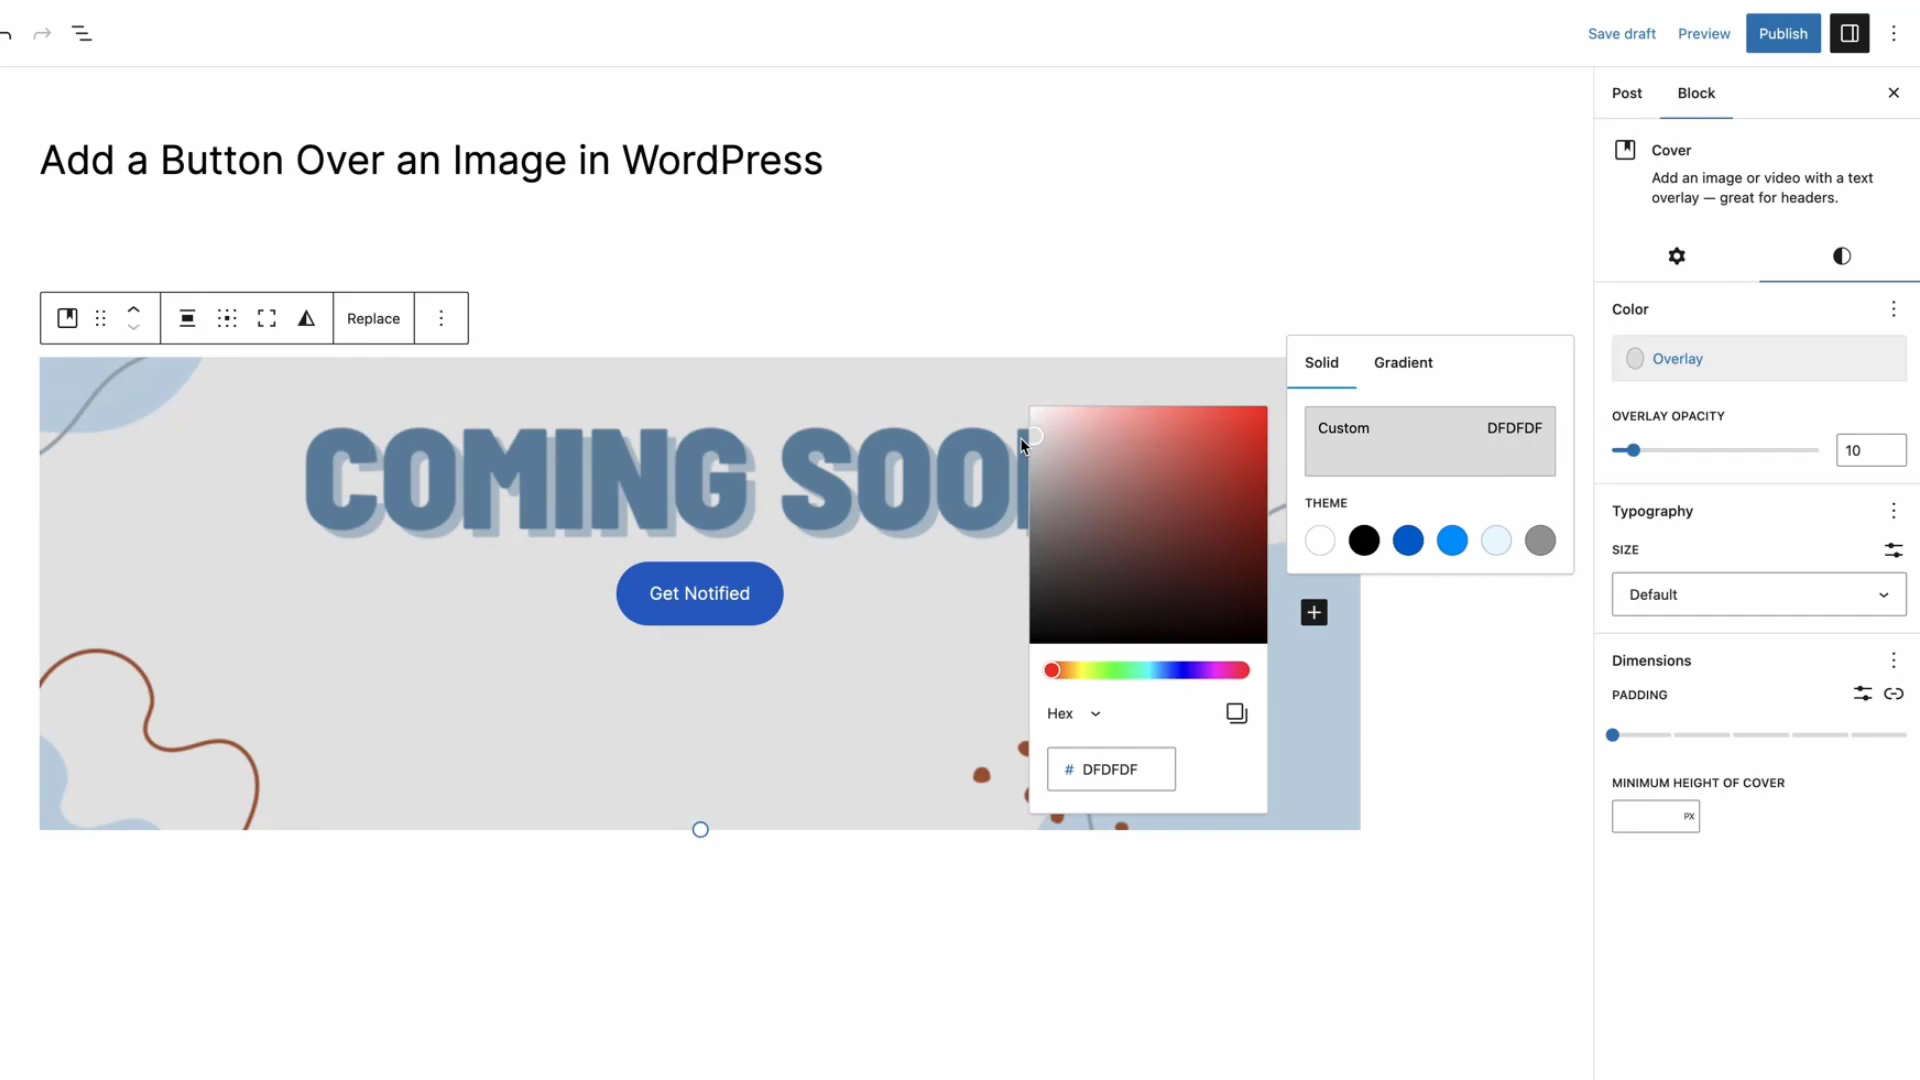 Save draft Preview Publish
Post Block
Cover
Add an image or video with a text
overlay — great for headers.
Add a Button Over an Image in WordPress
Replace
Color
Overlay
OVERLAY OPACITY
10
Solid Gradient
Custom DFDFDF
THEME
COMING SOO
Get Notified
Hex
# DFDFDF
Typography
SIZE
Default
Dimensions
PADDING
MINIMUM HEIGHT OF COVER
PX